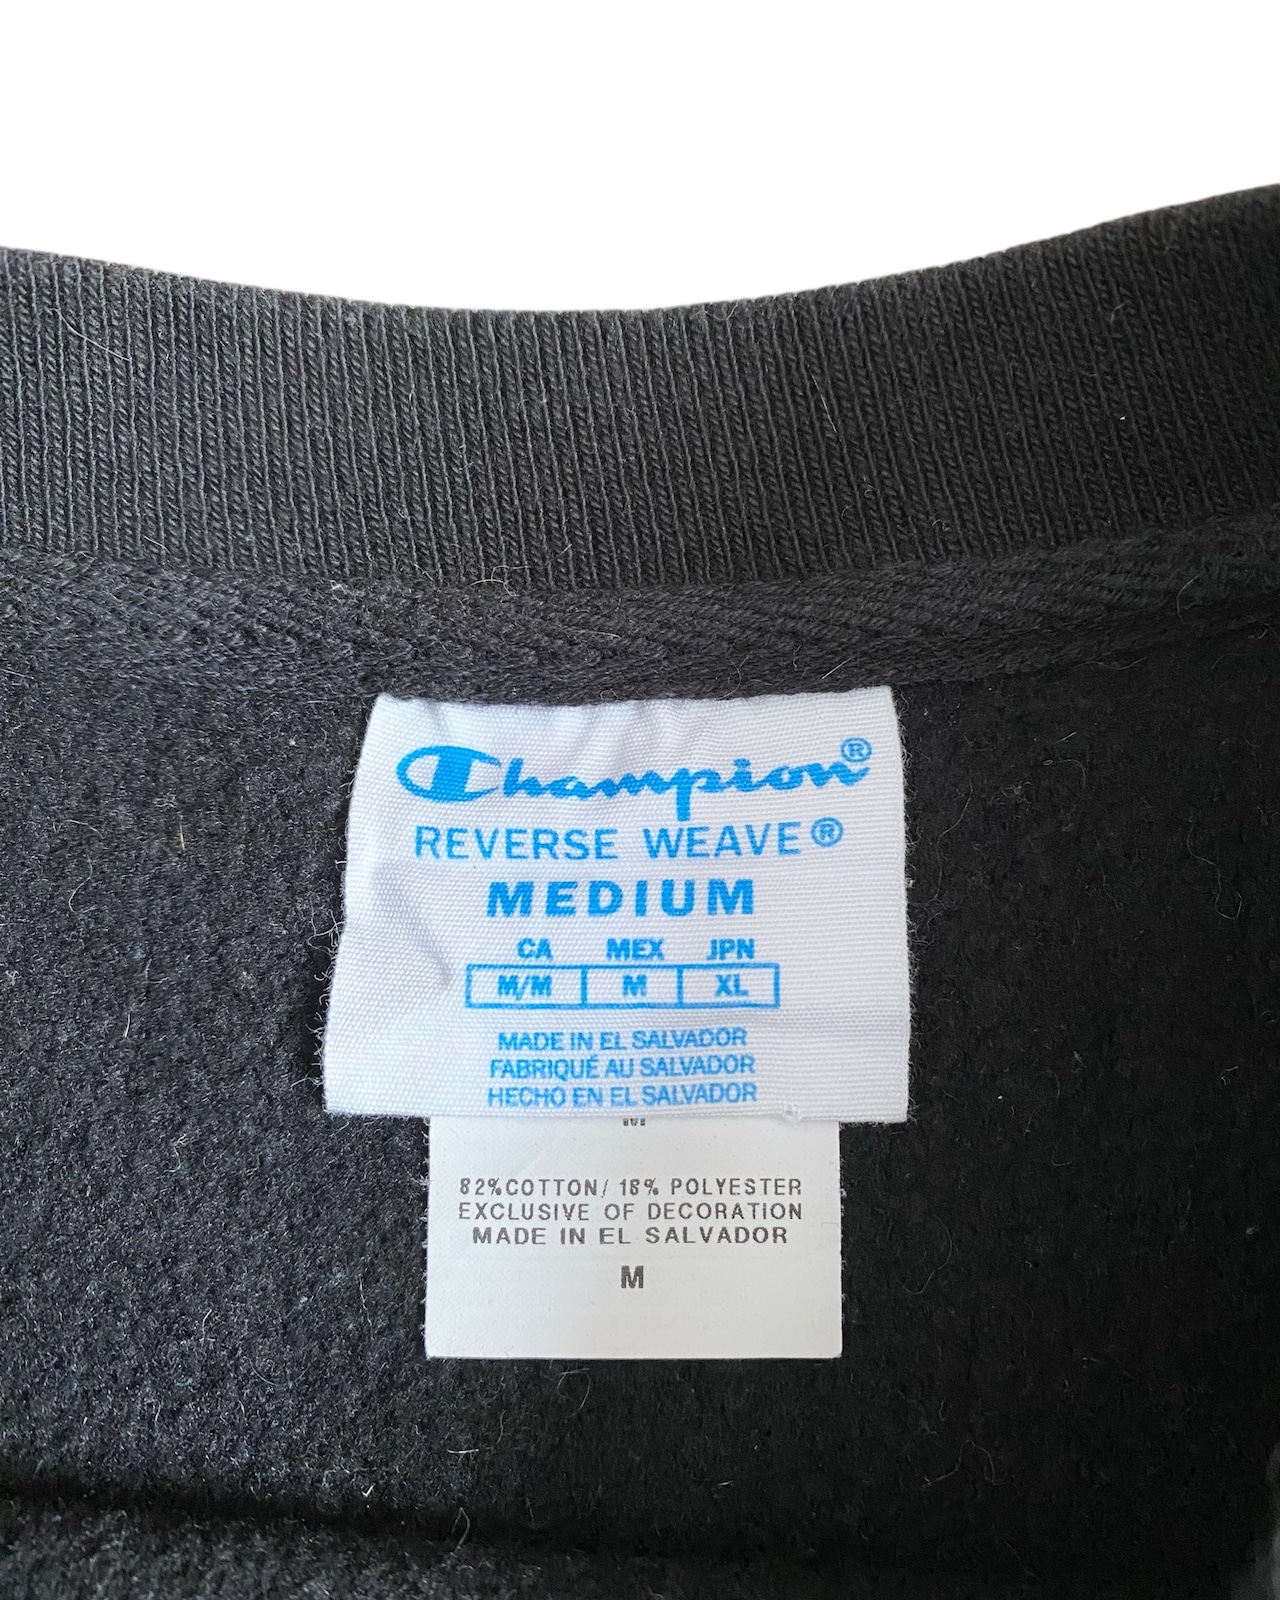 Champion®
REVERSE WEAVE®
MEDIUM
CA MEX JPN
M/M M XL
MADE IN EL SALVADOR
FABRIQUÉ AU SALVADOR
HECHO EN EL SALVADOR
82%COTTON/ 18% POLYESTER
EXCLUSIVE OF DECORATION
MADE IN EL SALVADOR
M